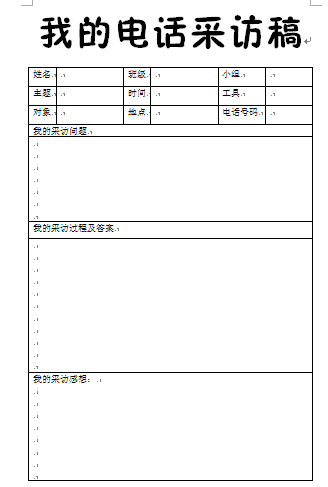 我的电话采访稿
姓名 班级 小组
主题 时间 工具
对象 地点 电话号码
我的采访问题
我的采访过程及答案
我的采访感想：